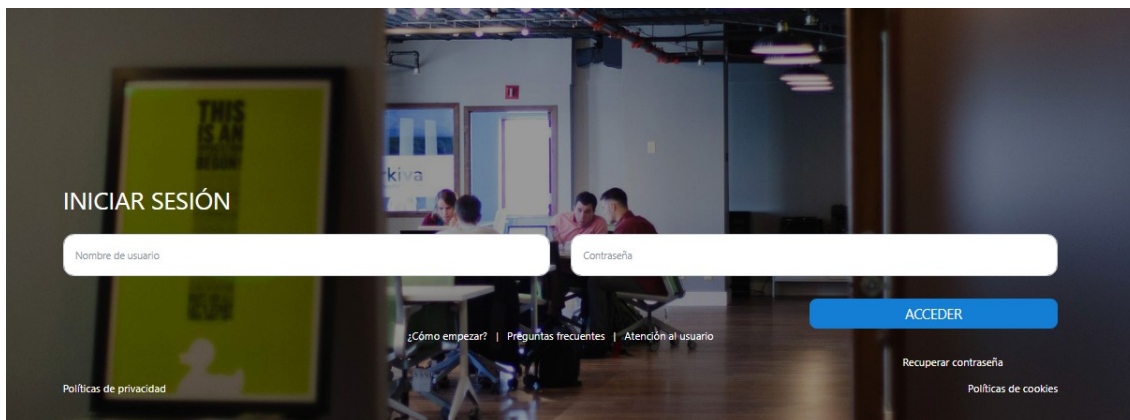 THIS
IS AN
kiva
INICIAR SESIÓN
Nombre de usuario
Contraseña
ACCEDER
¿Cómo empezar? | Preguntas frecuentes | Atención al usuario
Recuperar contraseña
Políticas de privacidad
Políticas de cookies